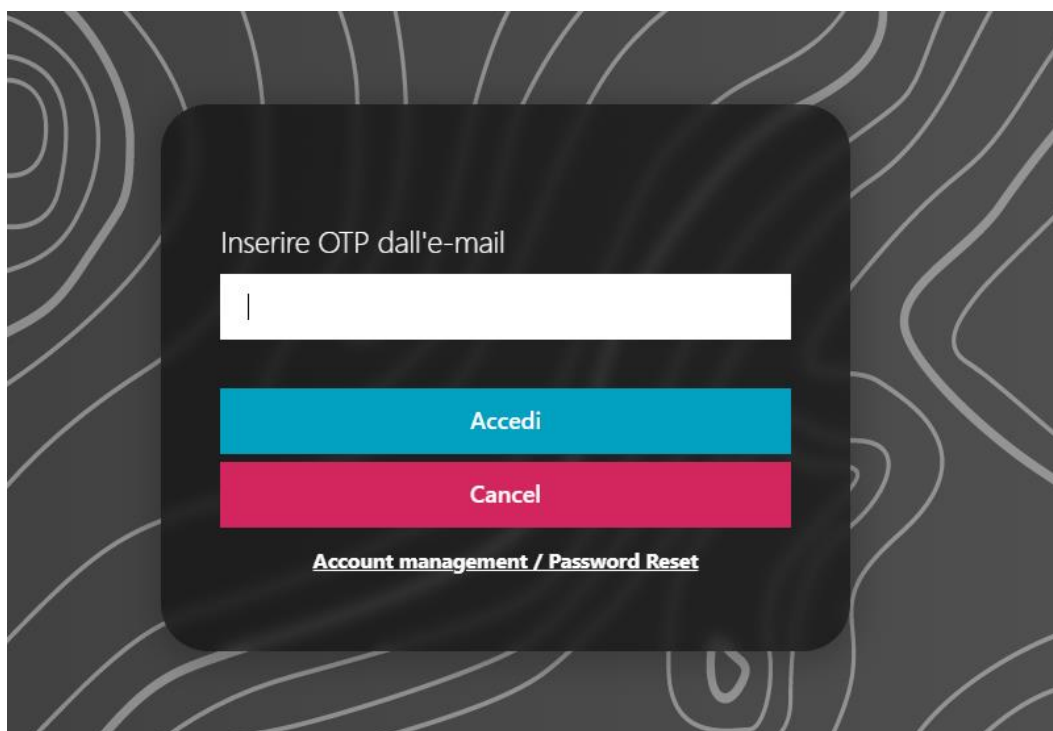 Inserire OTP dall'e-mail
Accedi
Cancel
Account management / Password Reset